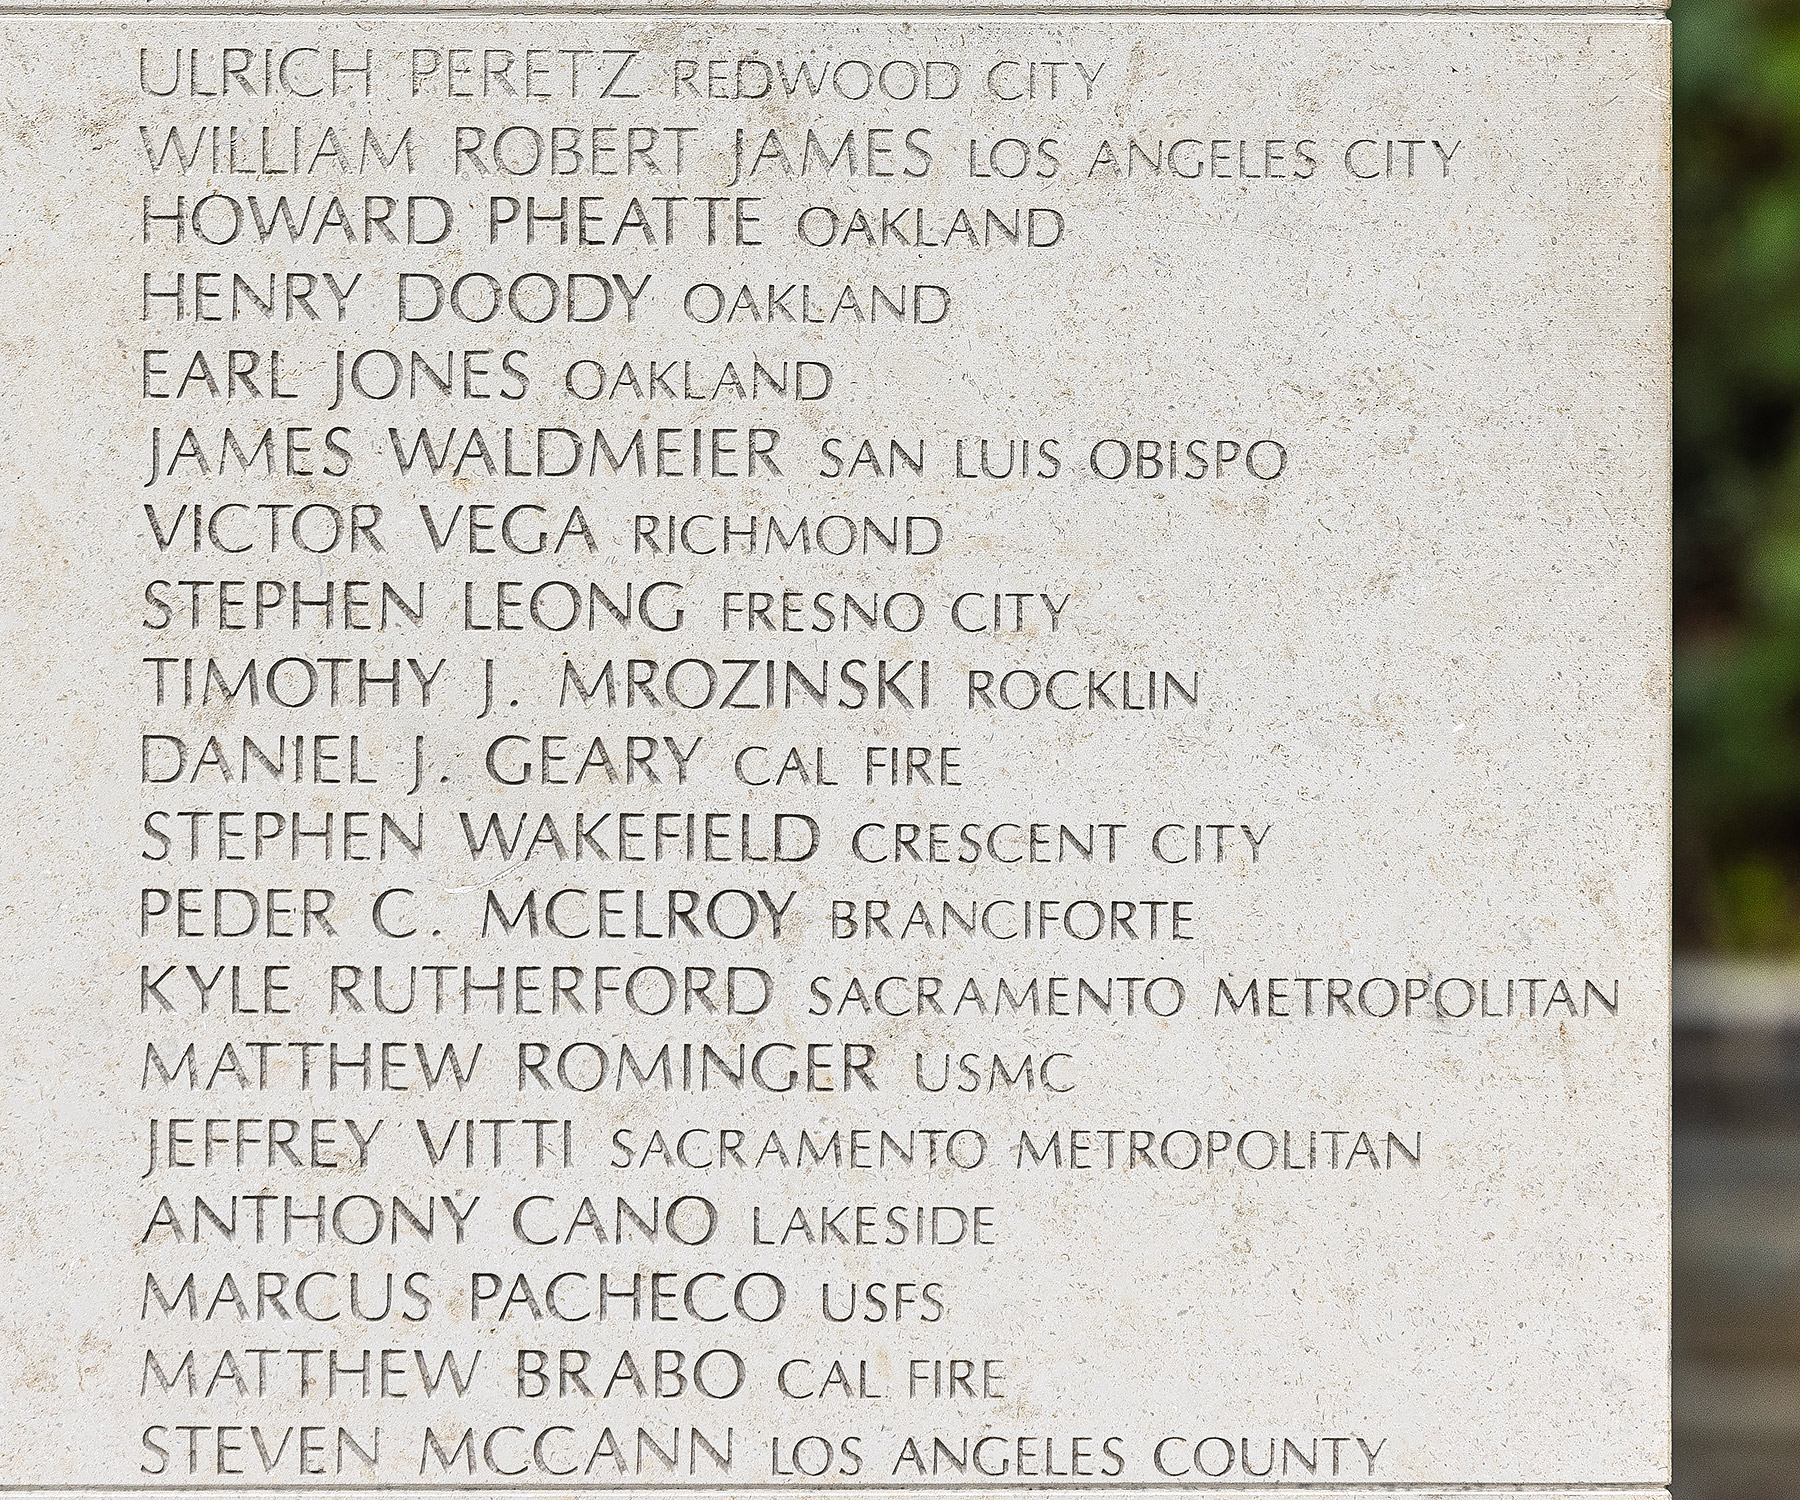 ULRICH PERETZ REDWOOD CITY
WILLIAM ROBERT JAMES LOS ANGELES CITY
HOWARD PHEATTE OAKLAND
HENRY DOODY OAKLAND
EARL JONES OAKLAND
JAMES WALDMEIER SAN LUIS OBISPO
VICTOR VEGA RICHMOND
STEPHEN LEONG FRESNO CITY
TIMOTHY J. MROZINSKI ROCKLIN
DANIEL J. GEARY CAL FIRE
STEPHEN WAKEFIELD CRESCENT CITY
PEDER C. MCELROY BRANCIFORTE
KYLE RUTHERFORD SACRAMENTO METROPOLITAN
MATTHEW ROMINGER USMC
JEFFREY VITTI SACRAMENTO METROPOLITAN
ANTHONY CANO LAKESIDE
MARCUS PACHECO USFS
MATTHEW BRABO CAL FIRE
STEVEN MCCANN LOS ANGELES COUNTY